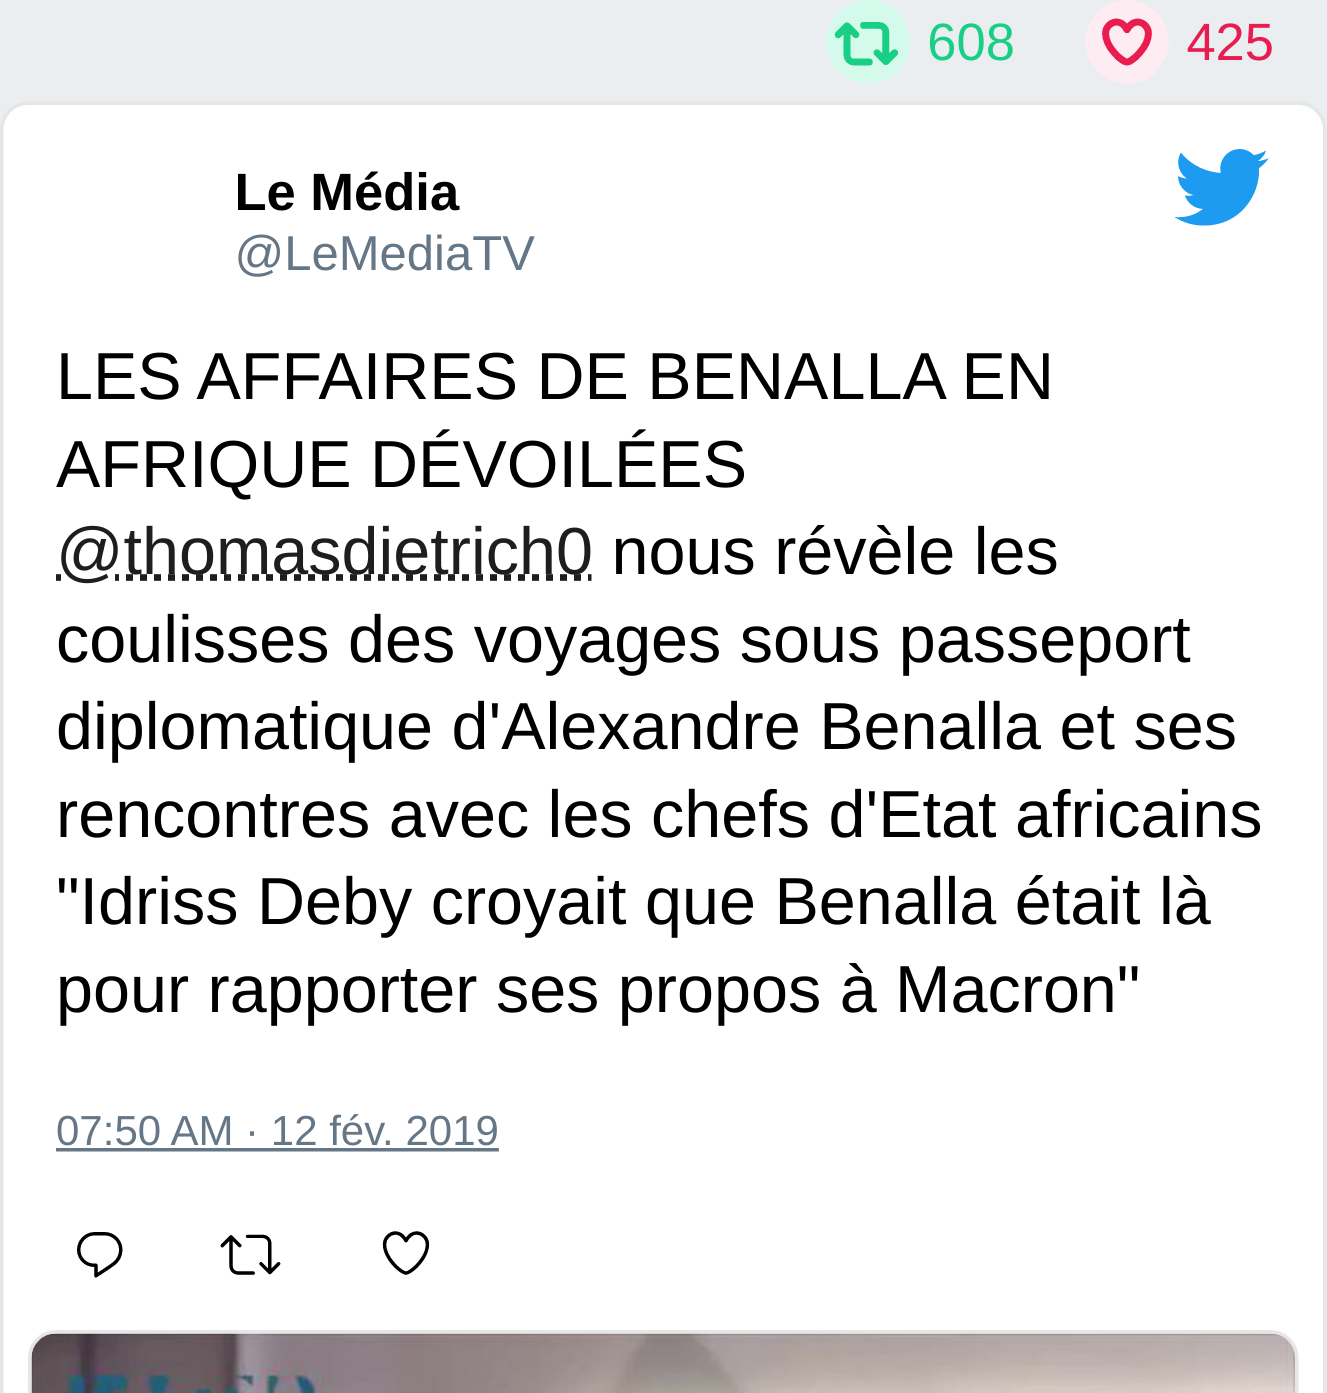 608 425
Le Média
@LeMediaTV
LES AFFAIRES DE BENALLA EN
AFRIQUE DÉVOILÉES
@thomasdietrich0 nous révèle les
coulisses des voyages sous passeport
diplomatique d'Alexandre Benalla et ses
rencontres avec les chefs d'Etat africains
"Idriss Deby croyait que Benalla était là
pour rapporter ses propos à Macron"
07:50 AM · 12 fév. 2019